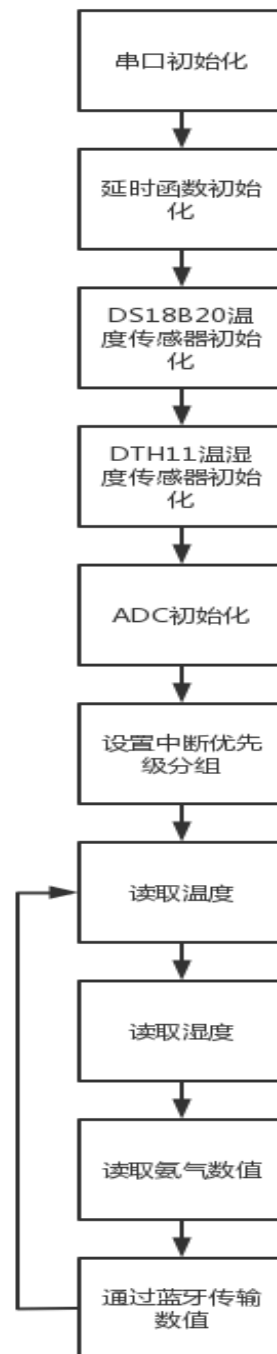 串口初始化
延时函数初始
化
DS18B20温
度传感器初始
化
DTH11温湿
度传感器初始
化
ADC初始化
设置中断优先
级分组
读取温度
读取湿度
读取氨气数值
通过蓝牙传输
数值